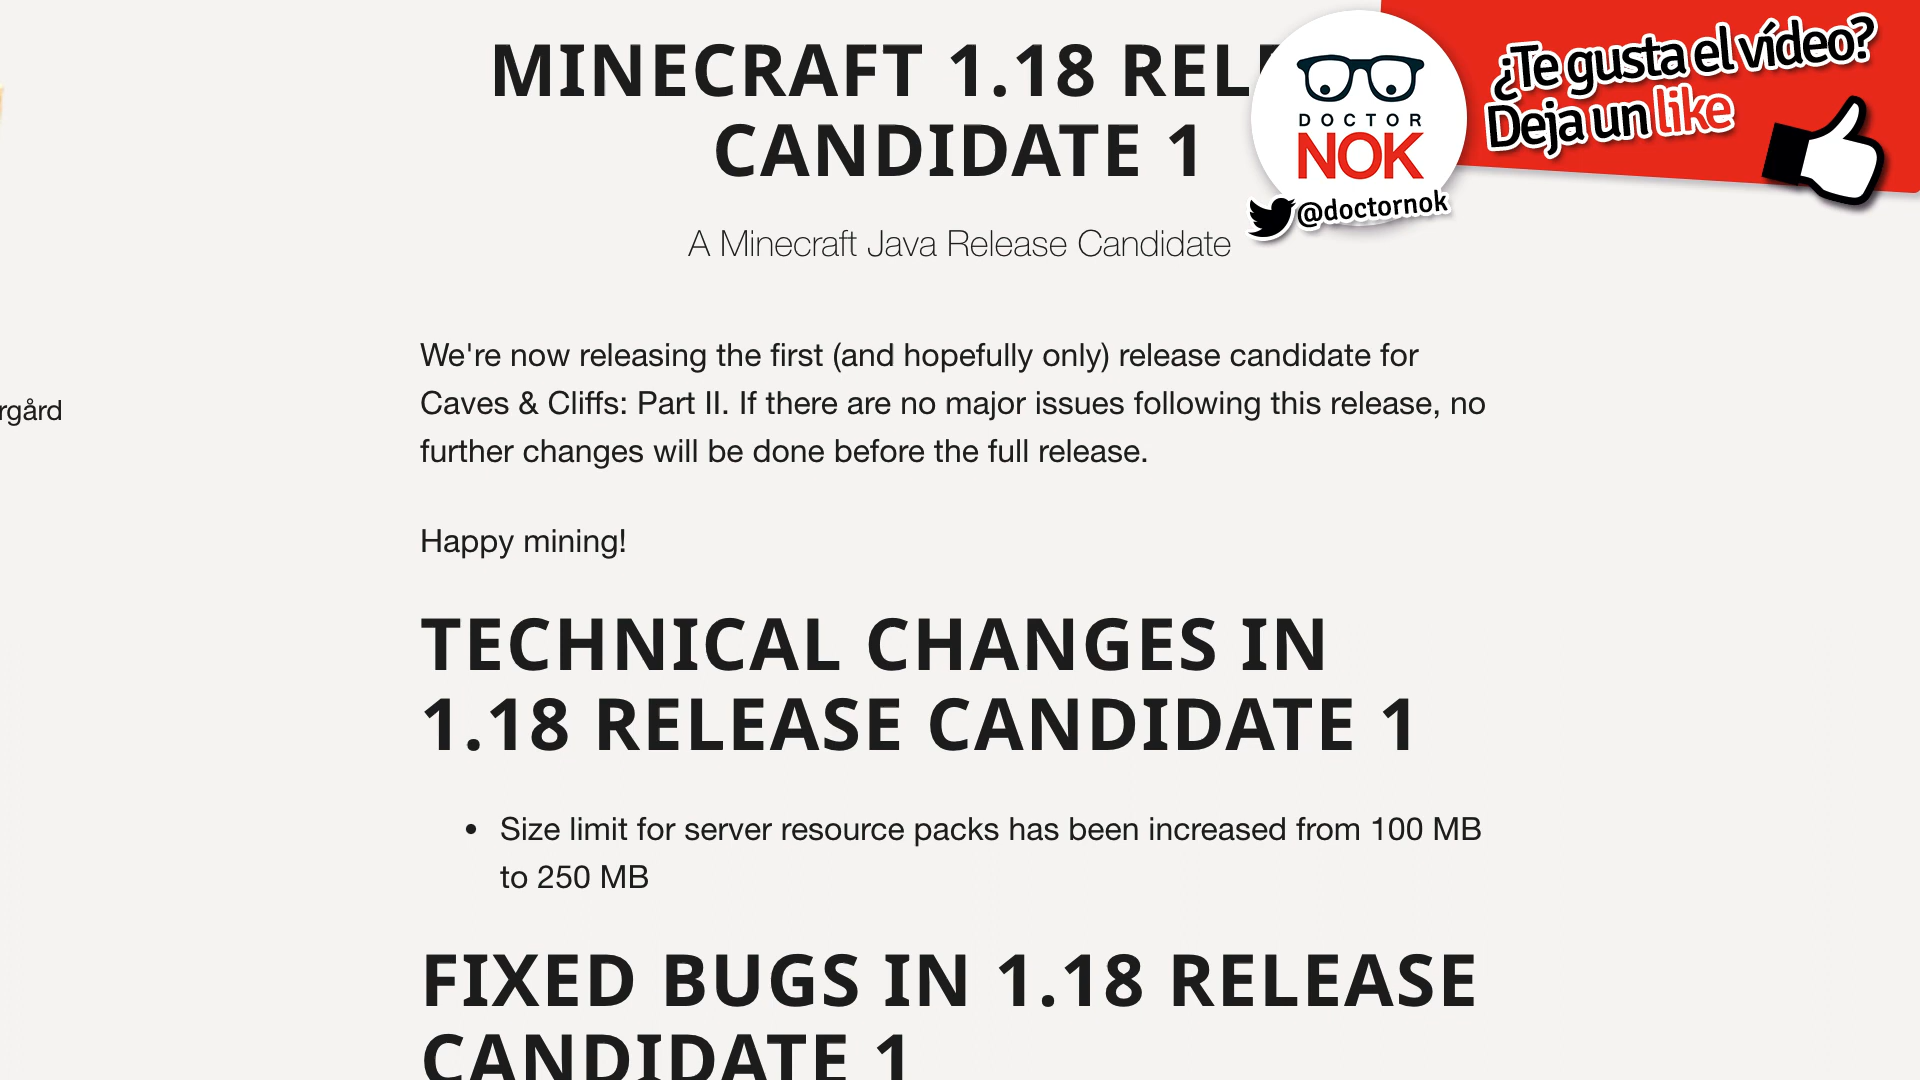 MINECRAFT 1.18 REL
CANDIDATE 1
DOCTOR
NOK
@doctornok
¿Te gusta el vídeo?
Deja un like
A Minecraft Java Release Candidate
We're now releasing the first (and hopefully only) release candidate for
Caves & Cliffs: Part II. If there are no major issues following this release, no
further changes will be done before the full release.
rgård
Happy mining!
TECHNICAL CHANGES IN
1.18 RELEASE CANDIDATE 1
• Size limit for server resource packs has been increased from 100 MB
to 250 MB
FIXED BUGS IN 1.18 RELEASE
CANDIDATE 1